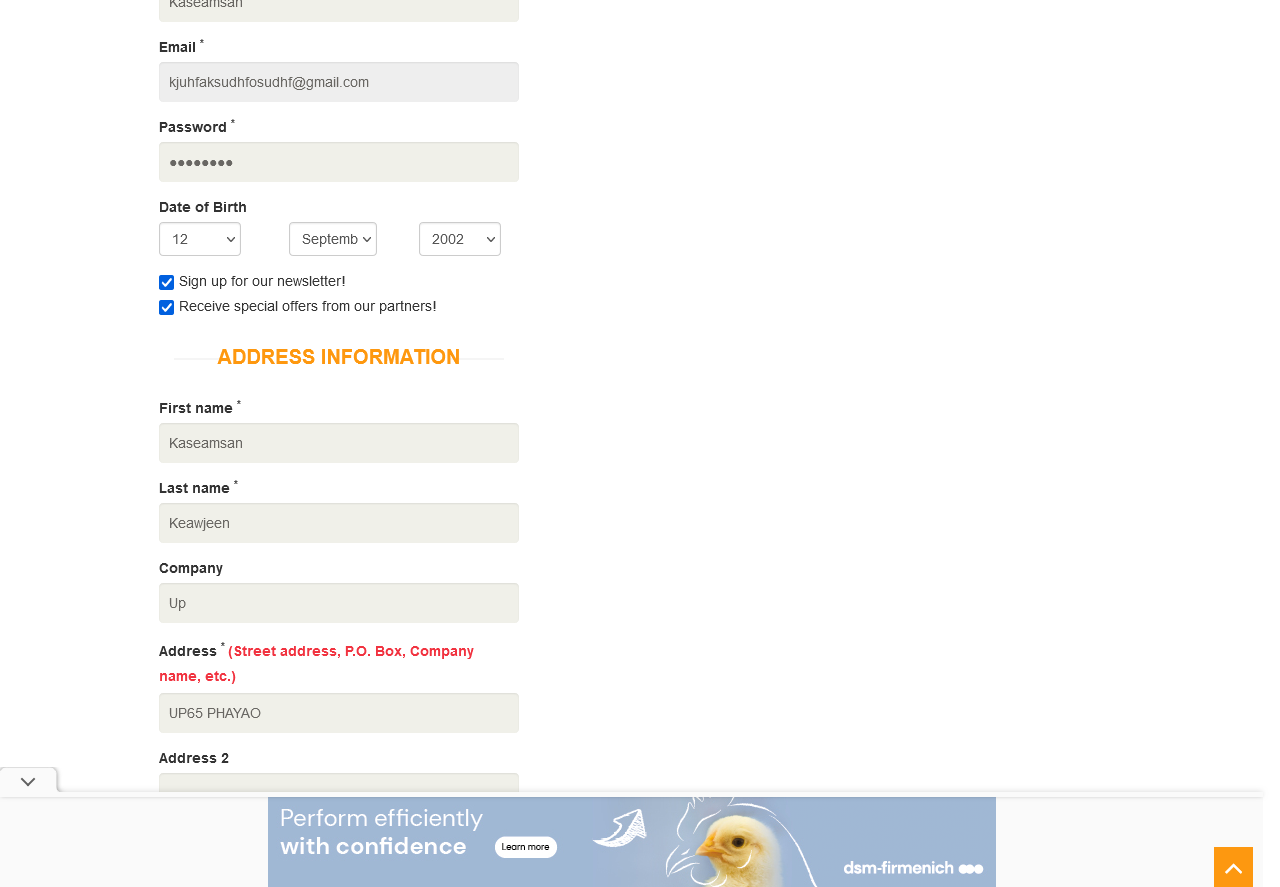 Kaseamsan
Email *
kjuhfaksudhfosudhf@gmail.com
Password *
●●●●●●●●
Date of Birth
12 Septemb 2002
Sign up for our newsletter!
Receive special offers from our partners!
ADDRESS INFORMATION
First name *
Kaseamsan
Last name *
Keawjeen
Company
Up
Address * (Street address, P.O. Box, Company
name, etc.)
UP65 PHAYAO
Address 2
Perform efficiently
with confidence
Learn more
dsm-firmenich